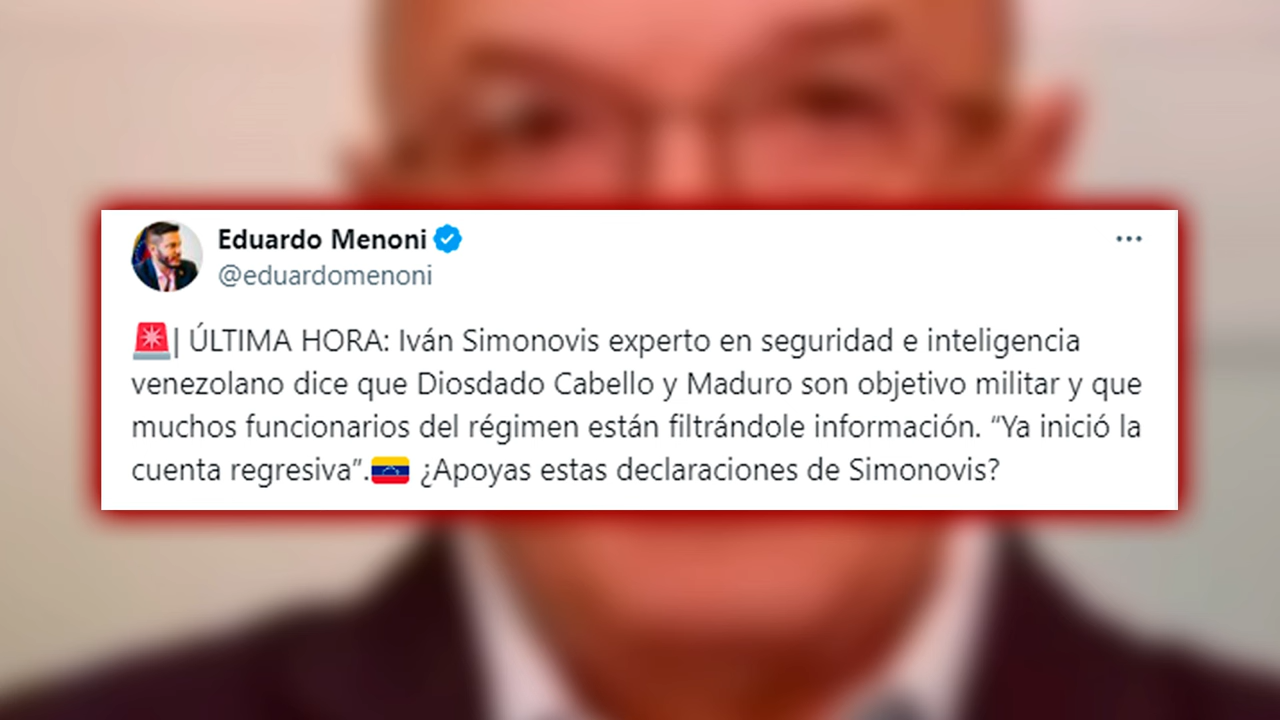 Eduardo Menoni
@eduardomenoni
🚨| ÚLTIMA HORA: Iván Simonovis experto en seguridad e inteligencia
venezolano dice que Diosdado Cabello y Maduro son objetivo militar y que
muchos funcionarios del régimen están filtrándole información. “Ya inició la
cuenta regresiva”.🇻🇪 ¿Apoyas estas declaraciones de Simonovis?